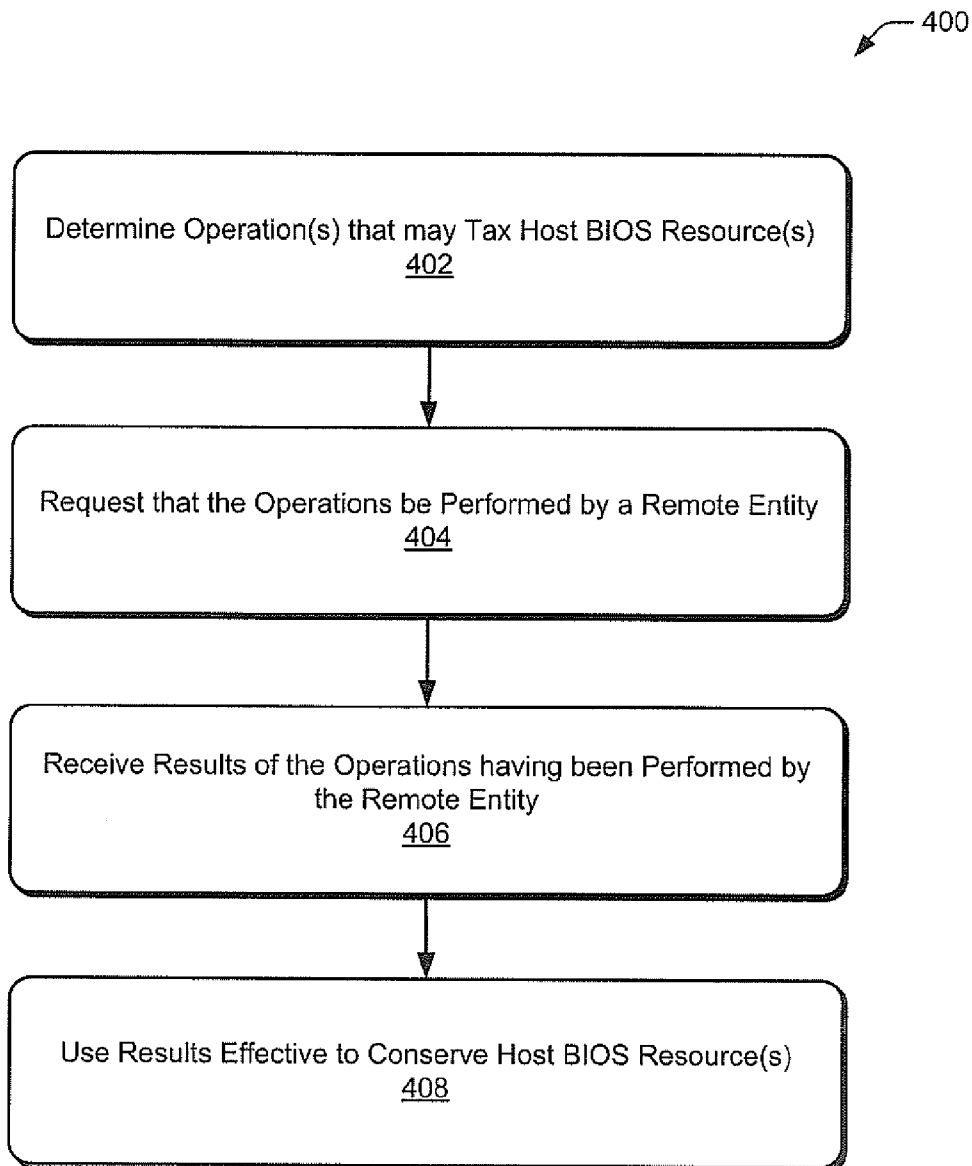 400
Determine Operation(s) that may Tax Host BIOS Resource(s)
402
Request that the Operations be Performed by a Remote Entity
404
Receive Results of the Operations having been Performed by
the Remote Entity
406
Use Results Effective to Conserve Host BIOS Resource(s)
408